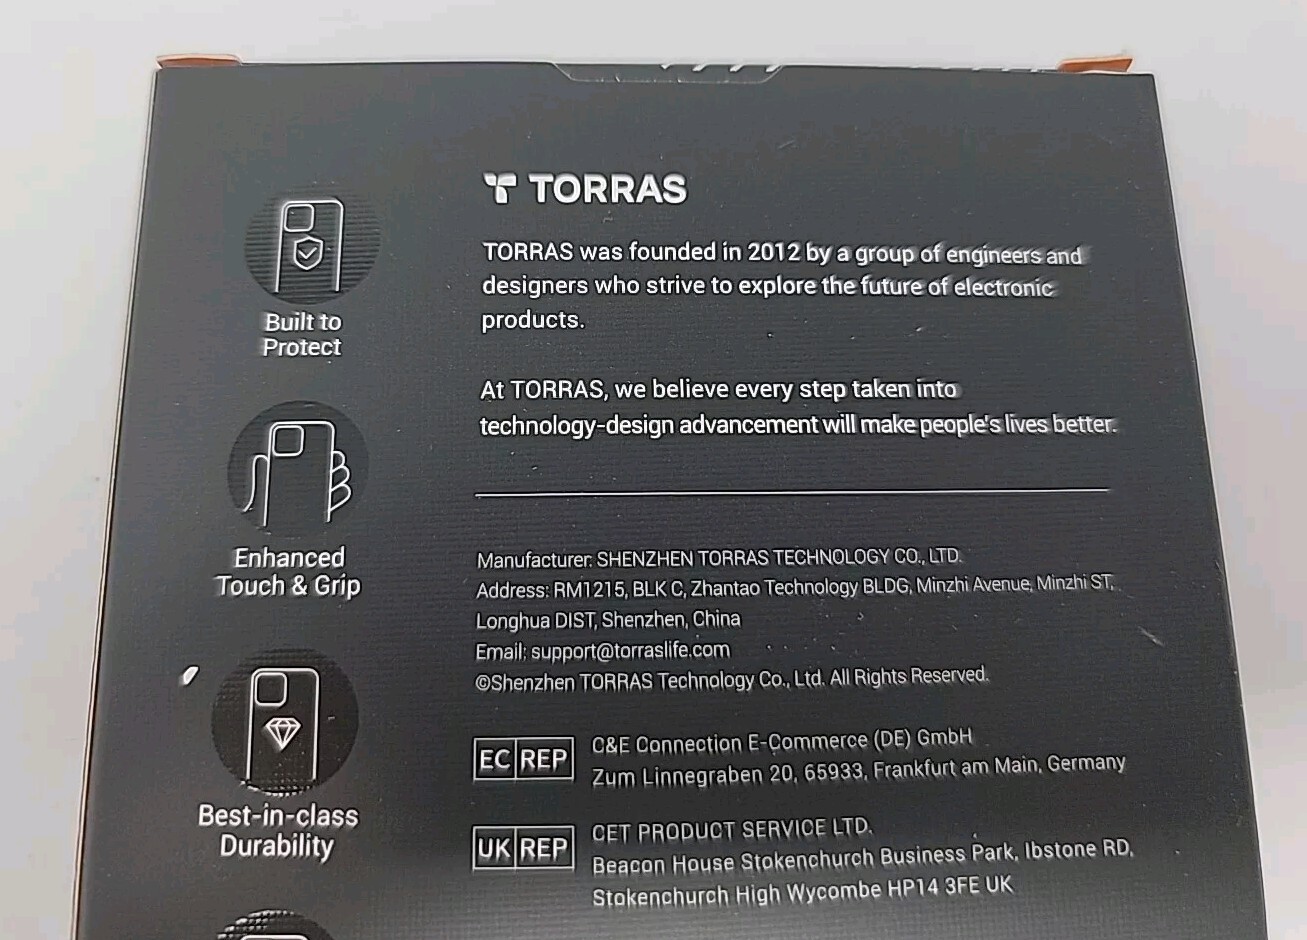 TORRAS
TORRAS was founded in 2012 by a group of engineers and
designers who strive to explore the future of electronic
products.
At TORRAS, we believe every step taken into
technology-design advancement will make people's lives better.
Built to
Protect
Enhanced
Touch & Grip
Best-in-class
Durability
Manufacturer: SHENZHEN TORRAS TECHNOLOGY CO., LTD.
Address: RM1215, BLK C, Zhantao Technology BLDG, Minzhi Avenue, Minzhi ST,
Longhua DIST, Shenzhen, China
Email: support@torraslife.com
©Shenzhen TORRAS Technology Co., Ltd. All Rights Reserved.
EC REP
C&E Connection E-Commerce (DE) GmbH
Zum Linnegraben 20, 65933, Frankfurt am Main, Germany
UK REP
CET PRODUCT SERVICE LTD.
Beacon House Stokenchurch Business Park, Ibstone RD,
Stokenchurch High Wycombe HP14 3FE UK